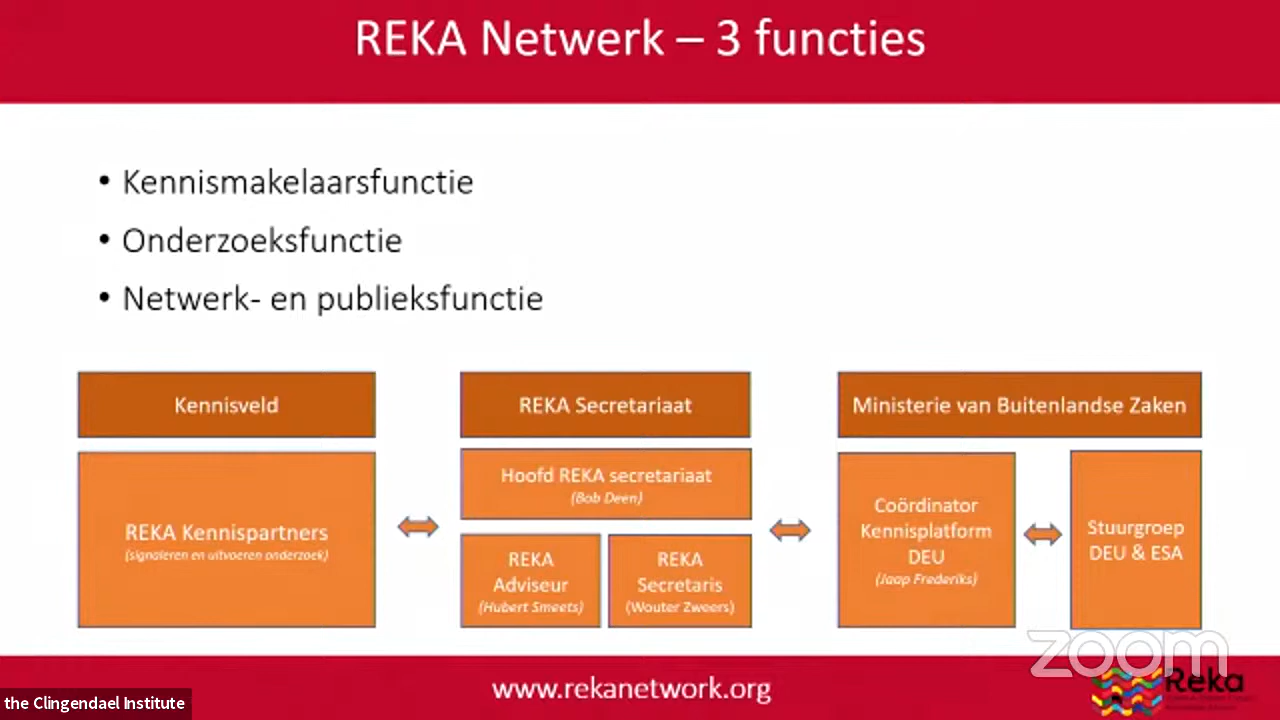 REKA Netwerk – 3 functies
• Kennismakelaarsfunctie
• Onderzoeksfunctie
• Netwerk- en publieksfunctie
Kennisveld
REKA Kennispartners
(signaleren en uitvoeren onderzoek)
REKA Secretariaat
Hoofd REKA secretariaat
(Bob Deen)
REKA
Adviseur
(Hubert Smeets)
REKA
Secretaris
(Wouter Zweers)
Ministerie van Buitenlandse Zaken
Coördinator
Kennisplatform
DEU
(Jaap Frederiks)
Stuurgroep
DEU & ESA
zoom
Reka
www.rekanetwork.org
the Clingendael Institute